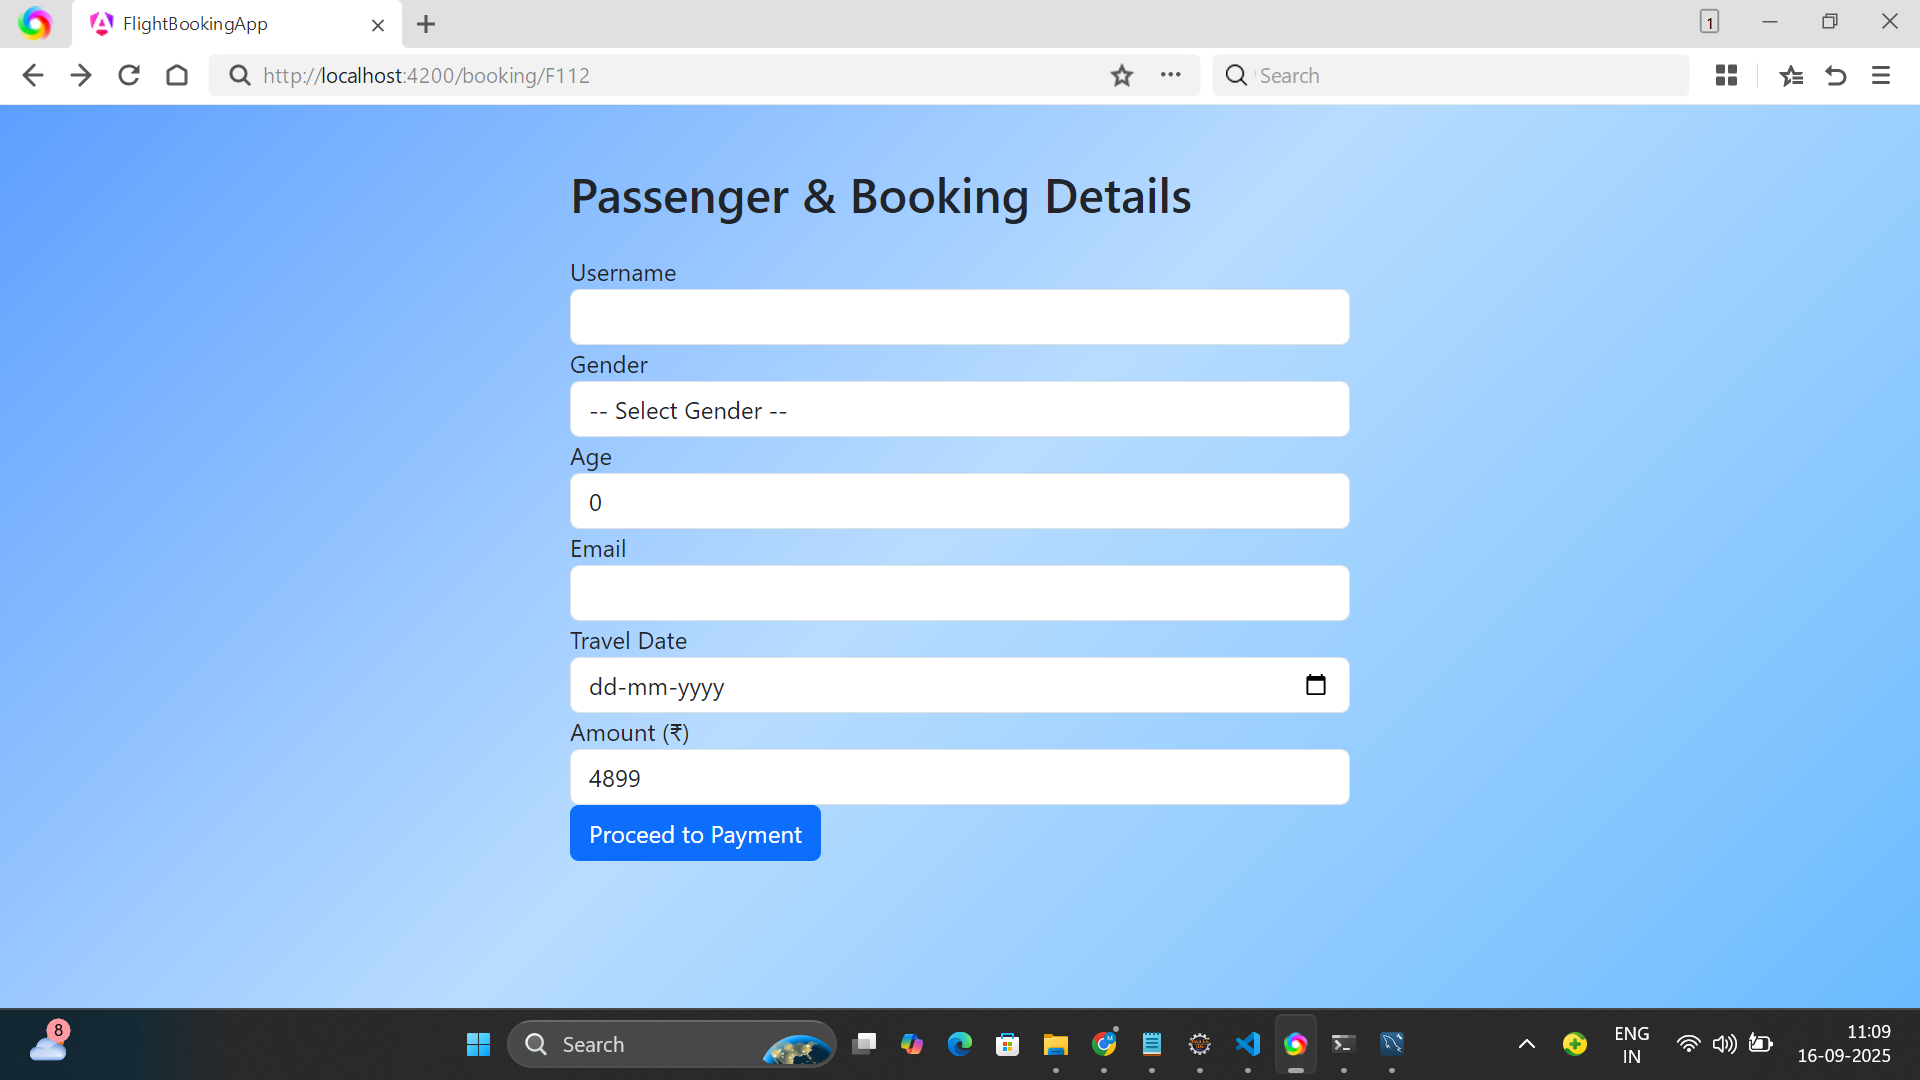 FlightBookingApp
1
http://localhost:4200/booking/F112
Search
Passenger & Booking Details
Username
Gender
-- Select Gender --
Age
0
Email
Travel Date
dd-mm-yyyy
Amount (₹)
4899
Proceed to Payment
8
Search
ENG
IN
11:09
16-09-2025